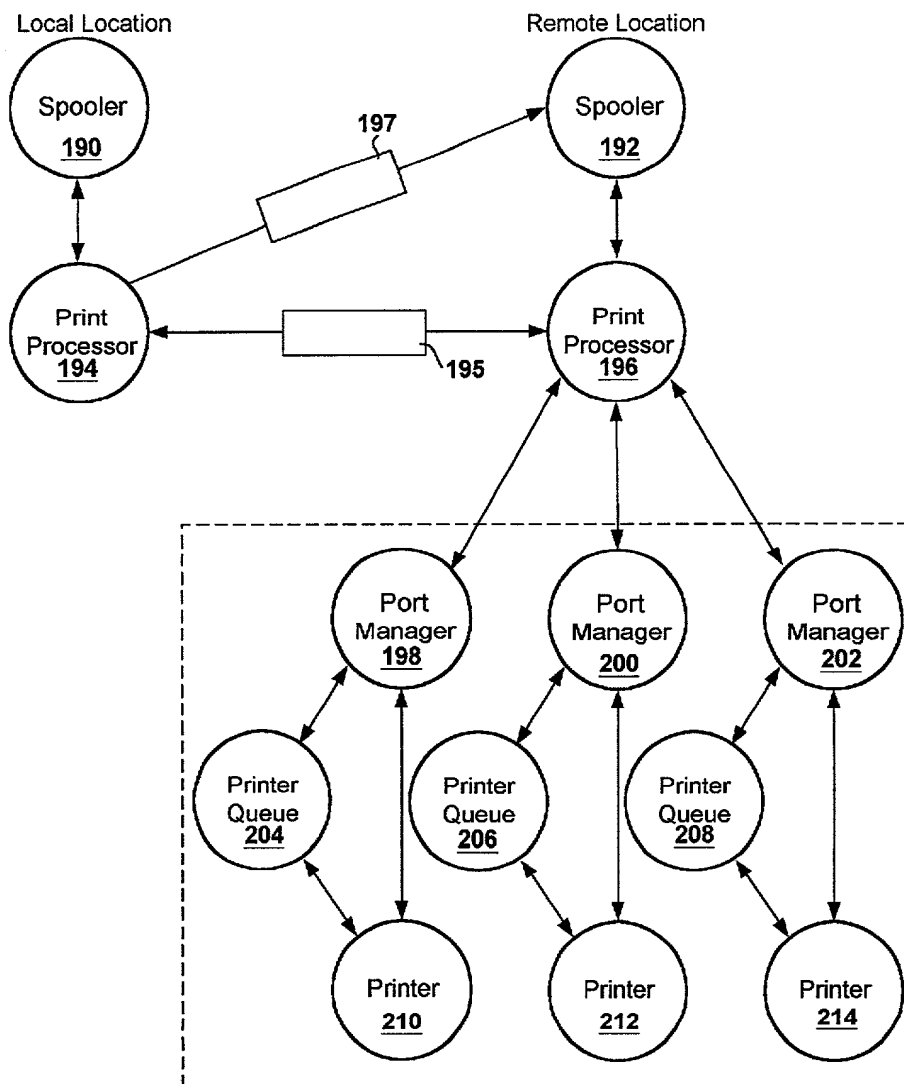 Local Location
Remote Location
Spooler
190
197
Spooler
192
Print
Processor
194
195
Print
Processor
196
Port
Manager
198
Port
Manager
200
Port
Manager
202
Printer
Queue
204
Printer
Queue
206
Printer
Queue
208
Printer
210
Printer
212
Printer
214